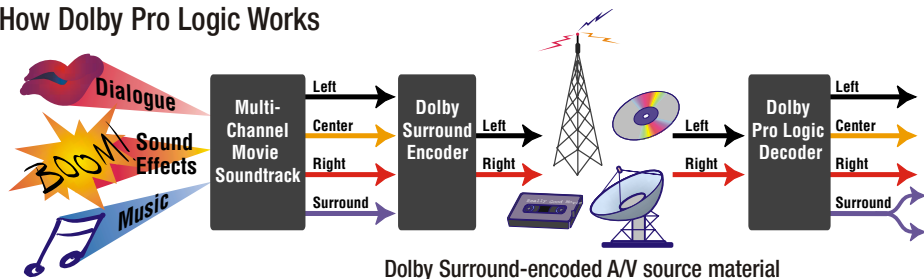 How Dolby Pro Logic Works
Dialogue
BOOM!
Sound
Effects
Music
Multi-
Channel
Movie
Soundtrack
Left
Center
Right
Surround
Dolby
Surround
Encoder
Left
Right
Left
Right
Dolby
Pro Logic
Decoder
Left
Center
Right
Surround
Dolby Surround-encoded A/V source material